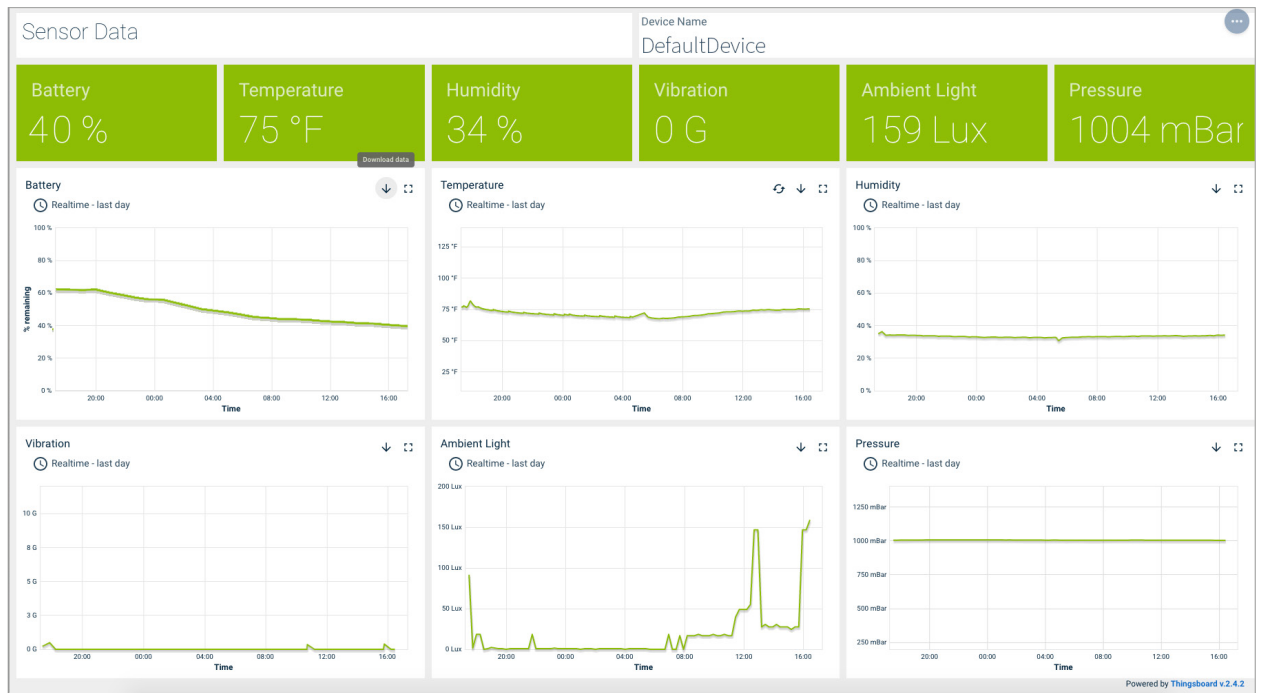 Sensor Data
Device Name
DefaultDevice
...
Battery
40 %
Temperature
75 °F
Humidity
34 %
Vibration
0 G
Ambient Light
159 Lux
Pressure
1004 mBar
Download data
Battery
Realtime - last day
100 %
80 %
60 %
40 %
20 %
0 %
% remaining
20:00 00:00 04:00 08:00 12:00 16:00
Time
Temperature
Realtime - last day
125 °F
100 °F
75 °F
50 °F
25 °F
20:00 00:00 04:00 08:00 12:00 16:00
Time
Humidity
Realtime - last day
100 %
80 %
60 %
40 %
20 %
0 %
20:00 00:00 04:00 08:00 12:00 16:00
Time
Vibration
Realtime - last day
10 G
8 G
5 G
3 G
0 G
20:00 00:00 04:00 08:00 12:00 16:00
Time
Ambient Light
Realtime - last day
200 Lux
150 Lux
100 Lux
50 Lux
0 Lux
20:00 00:00 04:00 08:00 12:00 16:00
Time
Pressure
Realtime - last day
1250 mBar
1000 mBar
750 mBar
500 mBar
250 mBar
20:00 00:00 04:00 08:00 12:00 16:00
Time
Powered by Thingsboard v.2.4.2